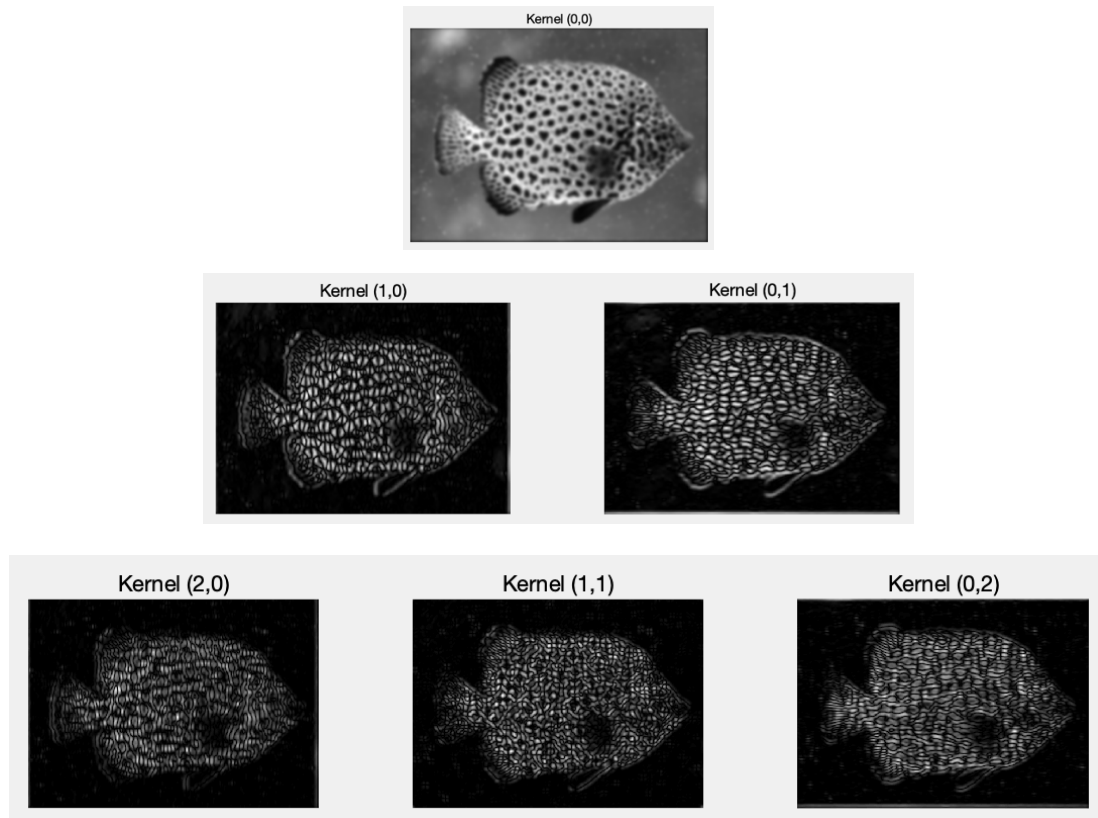 Kernel (0,0)
Kernel (1,0)
Kernel (0,1)
Kernel (2,0)
Kernel (1,1)
Kernel (0,2)